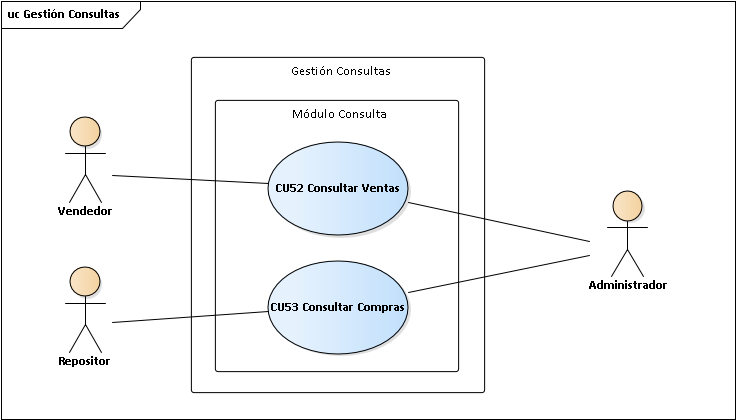 uc Gestión Consultas
Gestión Consultas
Módulo Consulta
CU52 Consultar Ventas
Vendedor
Administrador
CU53 Consultar Compras
Repositor